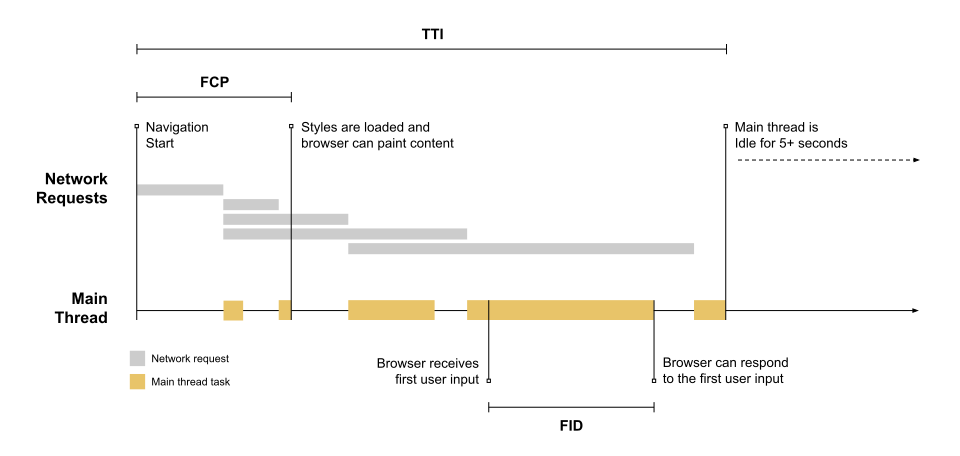 TTI
FCP
Navigation
Start
Styles are loaded and
browser can paint content
Main thread is
Idle for 5+ seconds
Network
Requests
Main
Thread
Network request
Main thread task
Browser receives
first user input
Browser can respond
to the first user input
FID